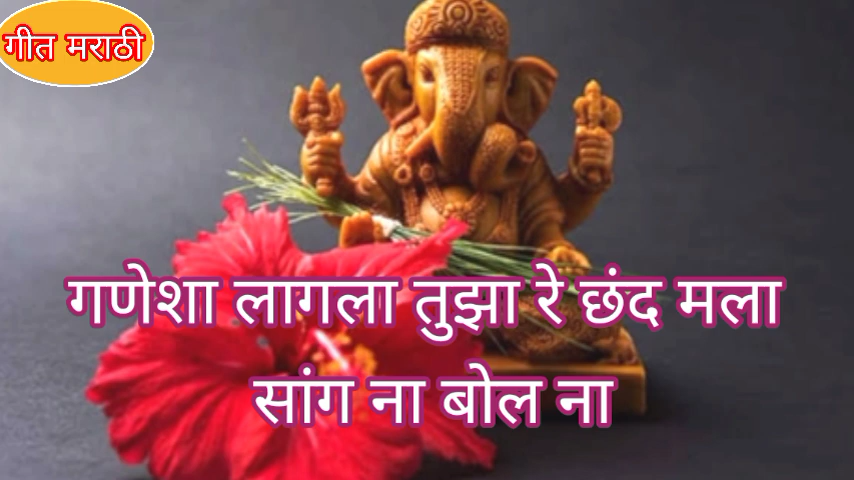 गीत मराठी
गणेशा लागला तुझा रे छंद मला
सांग ना बोल ना